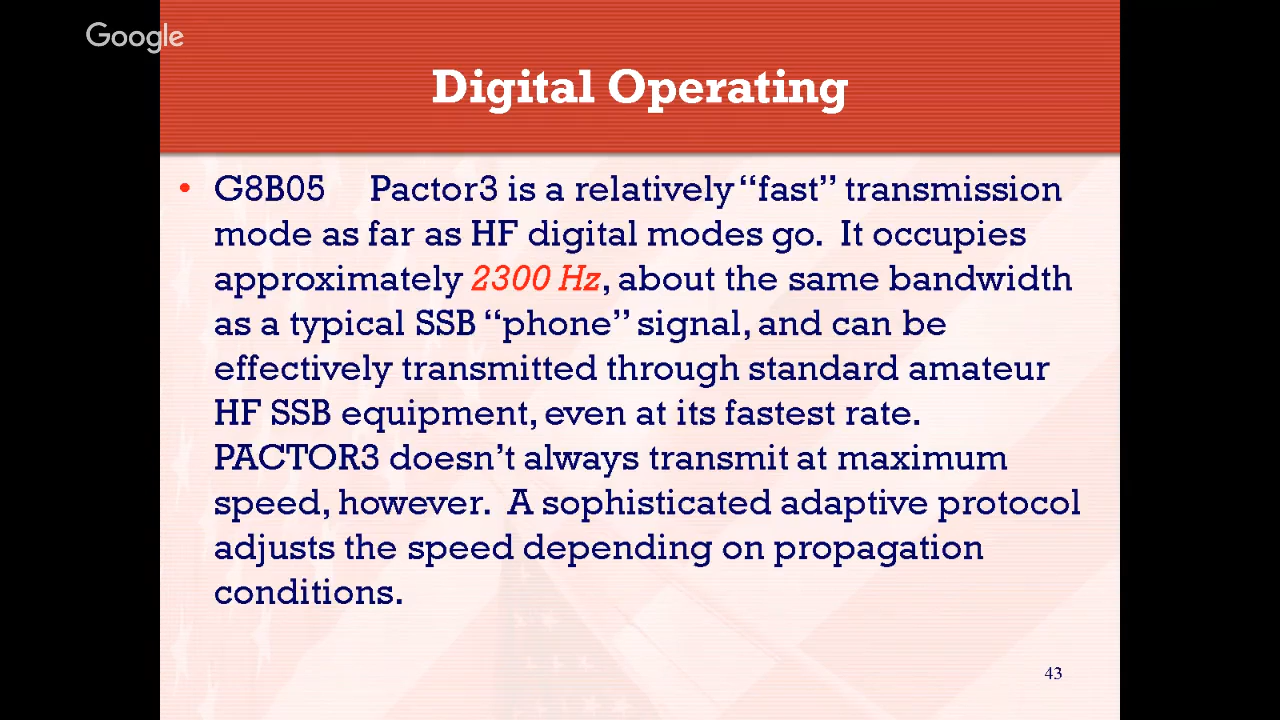 Google
Digital Operating
• G8B05 Pactor3 is a relatively “fast” transmission
mode as far as HF digital modes go. It occupies
approximately 2300 Hz, about the same bandwidth
as a typical SSB “phone” signal, and can be
effectively transmitted through standard amateur
HF SSB equipment, even at its fastest rate.
PACTOR3 doesn’t always transmit at maximum
speed, however. A sophisticated adaptive protocol
adjusts the speed depending on propagation
conditions.
43